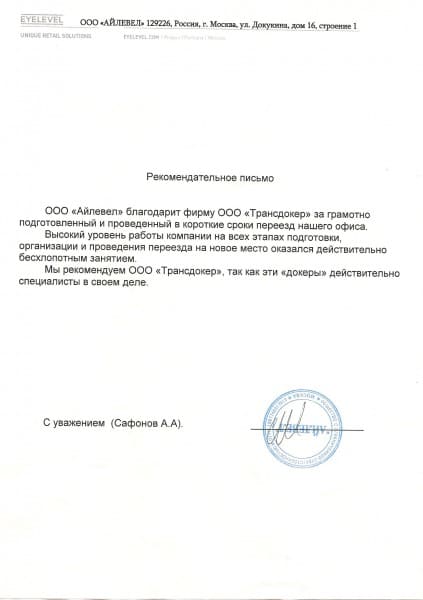 EYELEVEL
ООО «АЙЛЕВЕЛ» 129226, Россия, г. Москва, ул. Докукина, дом 16, строение 1
UNIQUE RETAIL SOLUTIONS
EYELEVEL.COM
Рекомендательное письмо
ООО «Айлевел» благодарит фирму ООО «Трансдокер» за грамотно
подготовленный и проведенный в короткие сроки переезд нашего офиса.
Высокий уровень работы компании на всех этапах подготовки,
организации и проведения переезда на новое место оказался действительно
бесхлопотным занятием.
Мы рекомендуем ООО «Трансдокер», так как эти «докеры» действительно
специалисты в своем деле.
С уважением (Сафонов А.А).